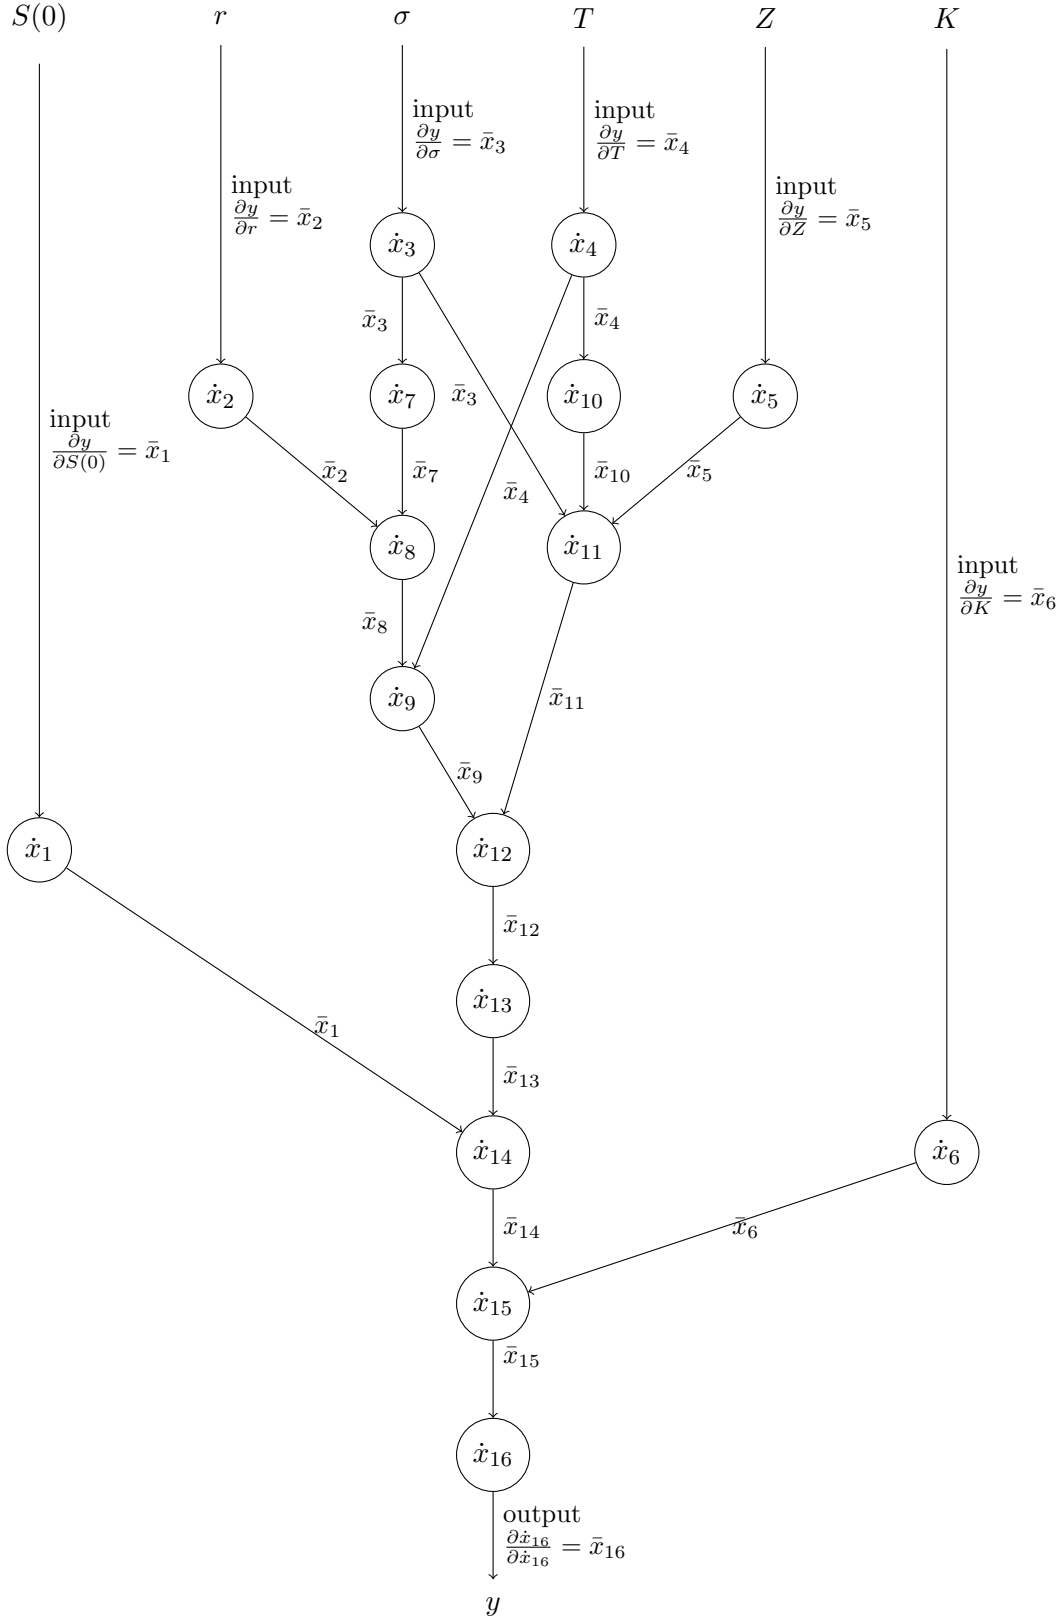 S(0) r σ T Z K
input
∂y/∂σ = x̄₃
input
∂y/∂T = x̄₄
input
∂y/∂r = x̄₂
input
∂y/∂Z = x̄₅
ẋ₃ ẋ₄
x̄₃ x̄₄
ẋ₂ ẋ₇ x̄₃ ẋ₁₀ ẋ₅
input
∂y/∂S(0) = x̄₁
x̄₂ x̄₇ x̄₄ x̄₁₀ x̄₅
ẋ₈ ẋ₁₁
input
∂y/∂K = x̄₆
x̄₈
ẋ₉ x̄₁₁
x̄₉
ẋ₁ ẋ₁₂
x̄₁₂
ẋ₁₃
x̄₁
x̄₁₃
ẋ₁₄ ẋ₆
x̄₁₄ x̄₆
ẋ₁₅
x̄₁₅
ẋ₁₆
output
∂ẋ₁₆/∂ẋ₁₆ = x̄₁₆
y